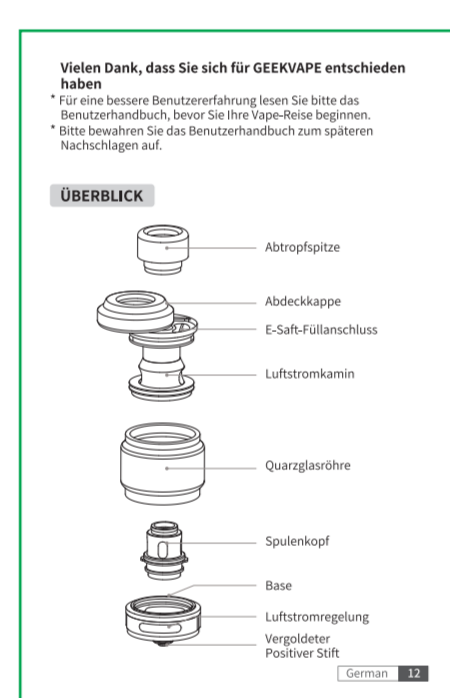 Vielen Dank, dass Sie sich für GEEKVAPE entschieden
haben
* Für eine bessere Benutzererfahrung lesen Sie bitte das
Benutzerhandbuch, bevor Sie Ihre Vape-Reise beginnen.
* Bitte bewahren Sie das Benutzerhandbuch zum späteren
Nachschlagen auf.
ÜBERBLICK
Abtropfspitze
Abdeckkappe
E-Saft-Füllanschluss
Luftstromkamin
Quarzglasröhre
Spulenkopf
Base
Luftstromregelung
Vergoldeter
Positiver Stift
German 12